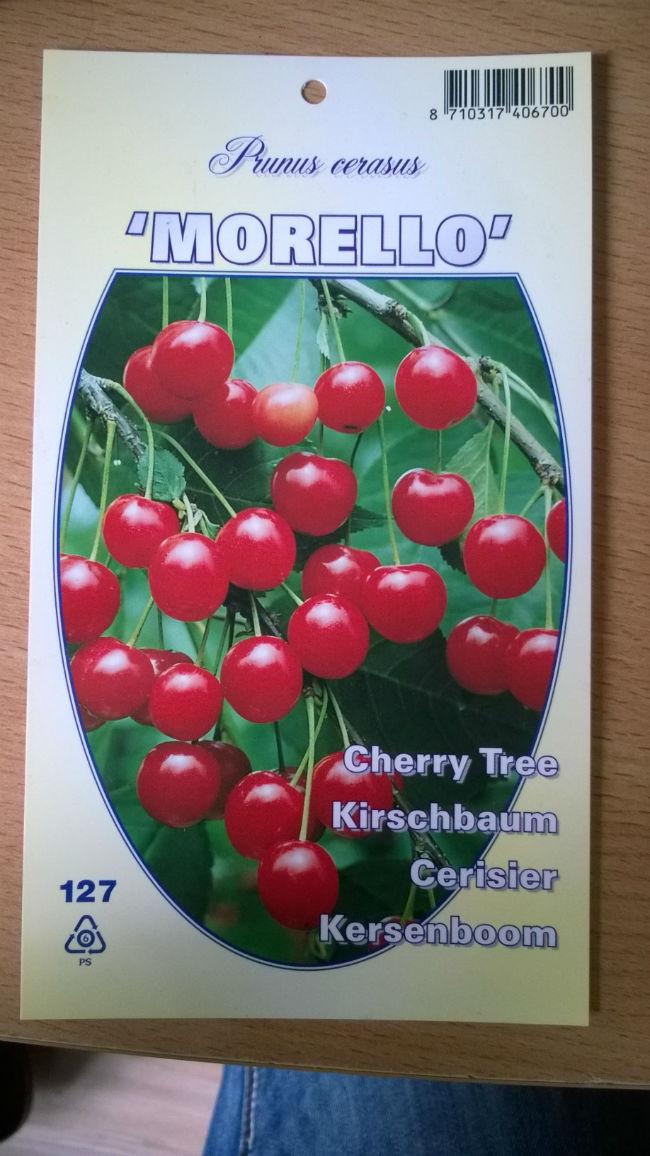 8 710317 406700
Prunus cerasus
'MORELLO'
Cherry Tree
Kirschbaum
Cerisier
Kersenboom
127
6
PS